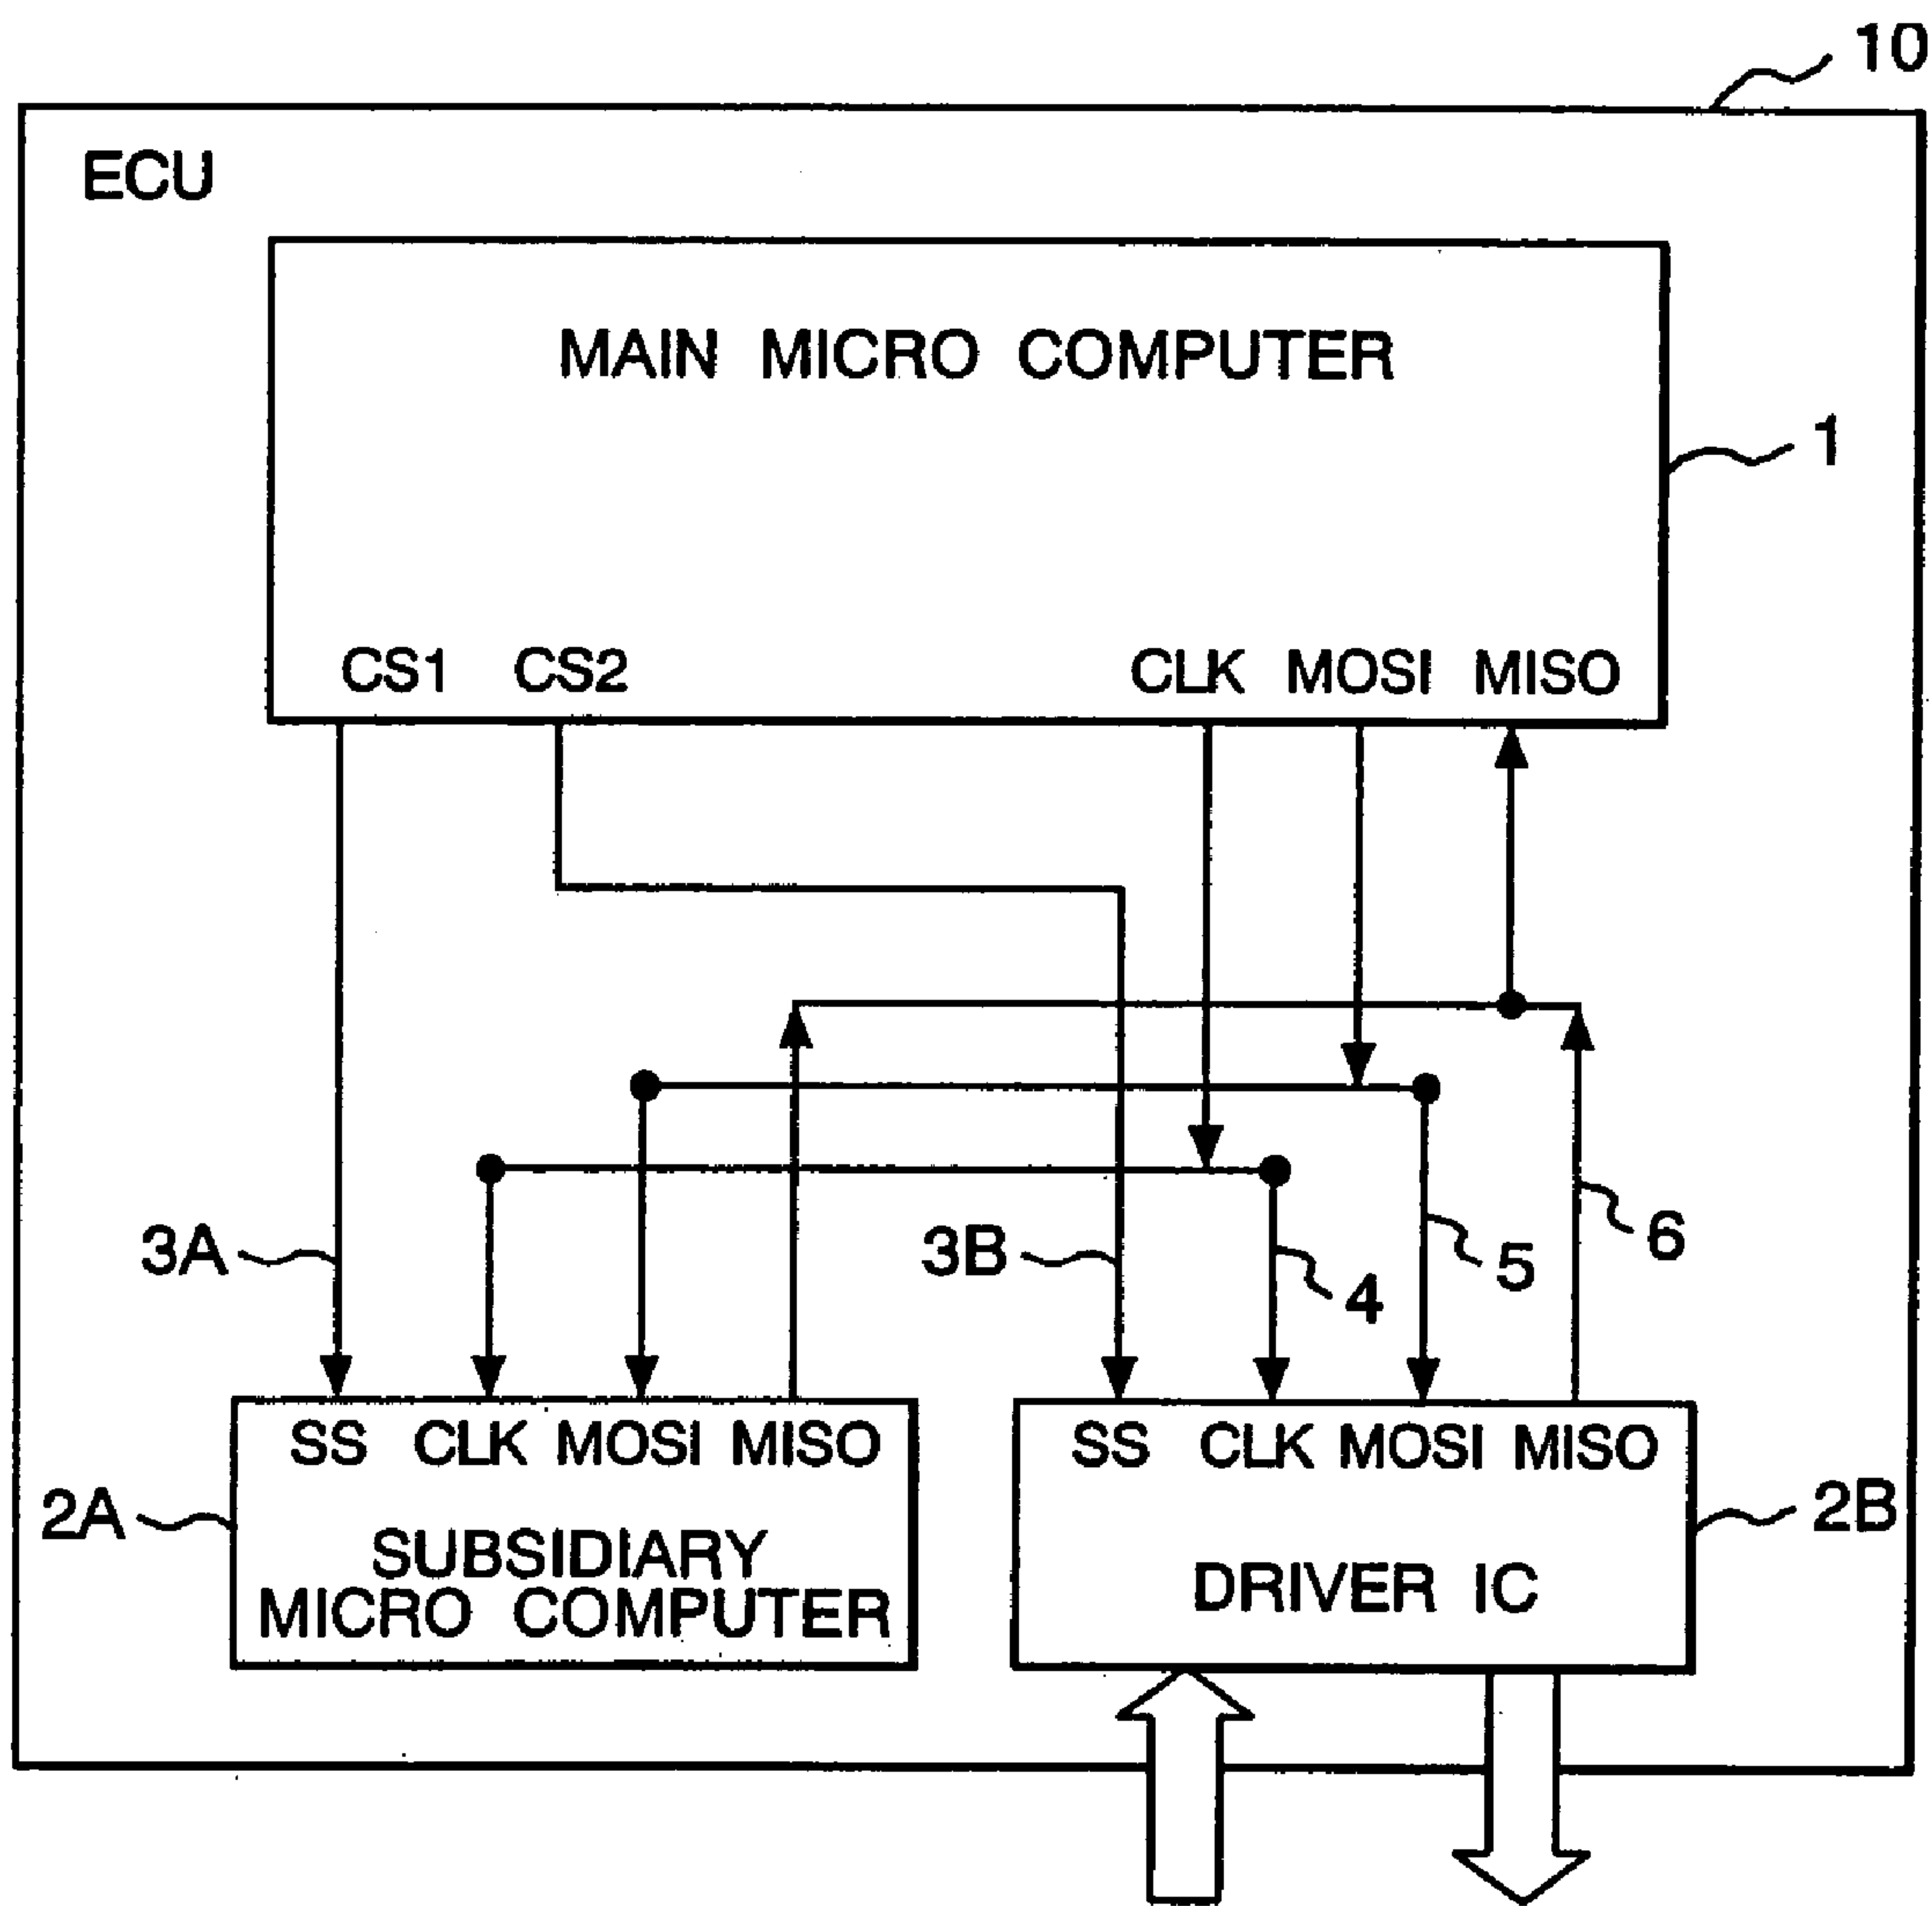 10
ECU
MAIN MICRO COMPUTER
1
CS1 CS2 CLK MOSI MISO
3A 3B 4 5 6
SS CLK MOSI MISO
SS CLK MOSI MISO
2A
SUBSIDIARY
MICRO COMPUTER
DRIVER IC
2B